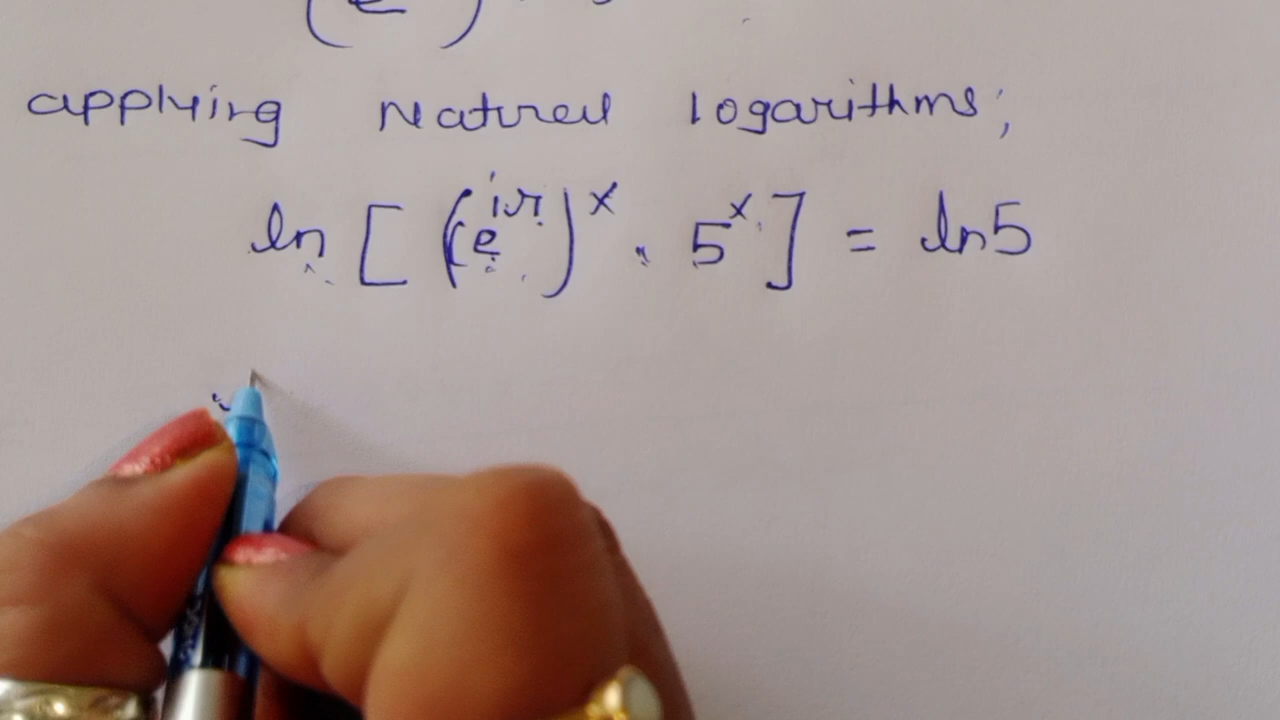 applying Natural logarithms;
ln [ (e^{iπ})^x . 5^x ] = ln5